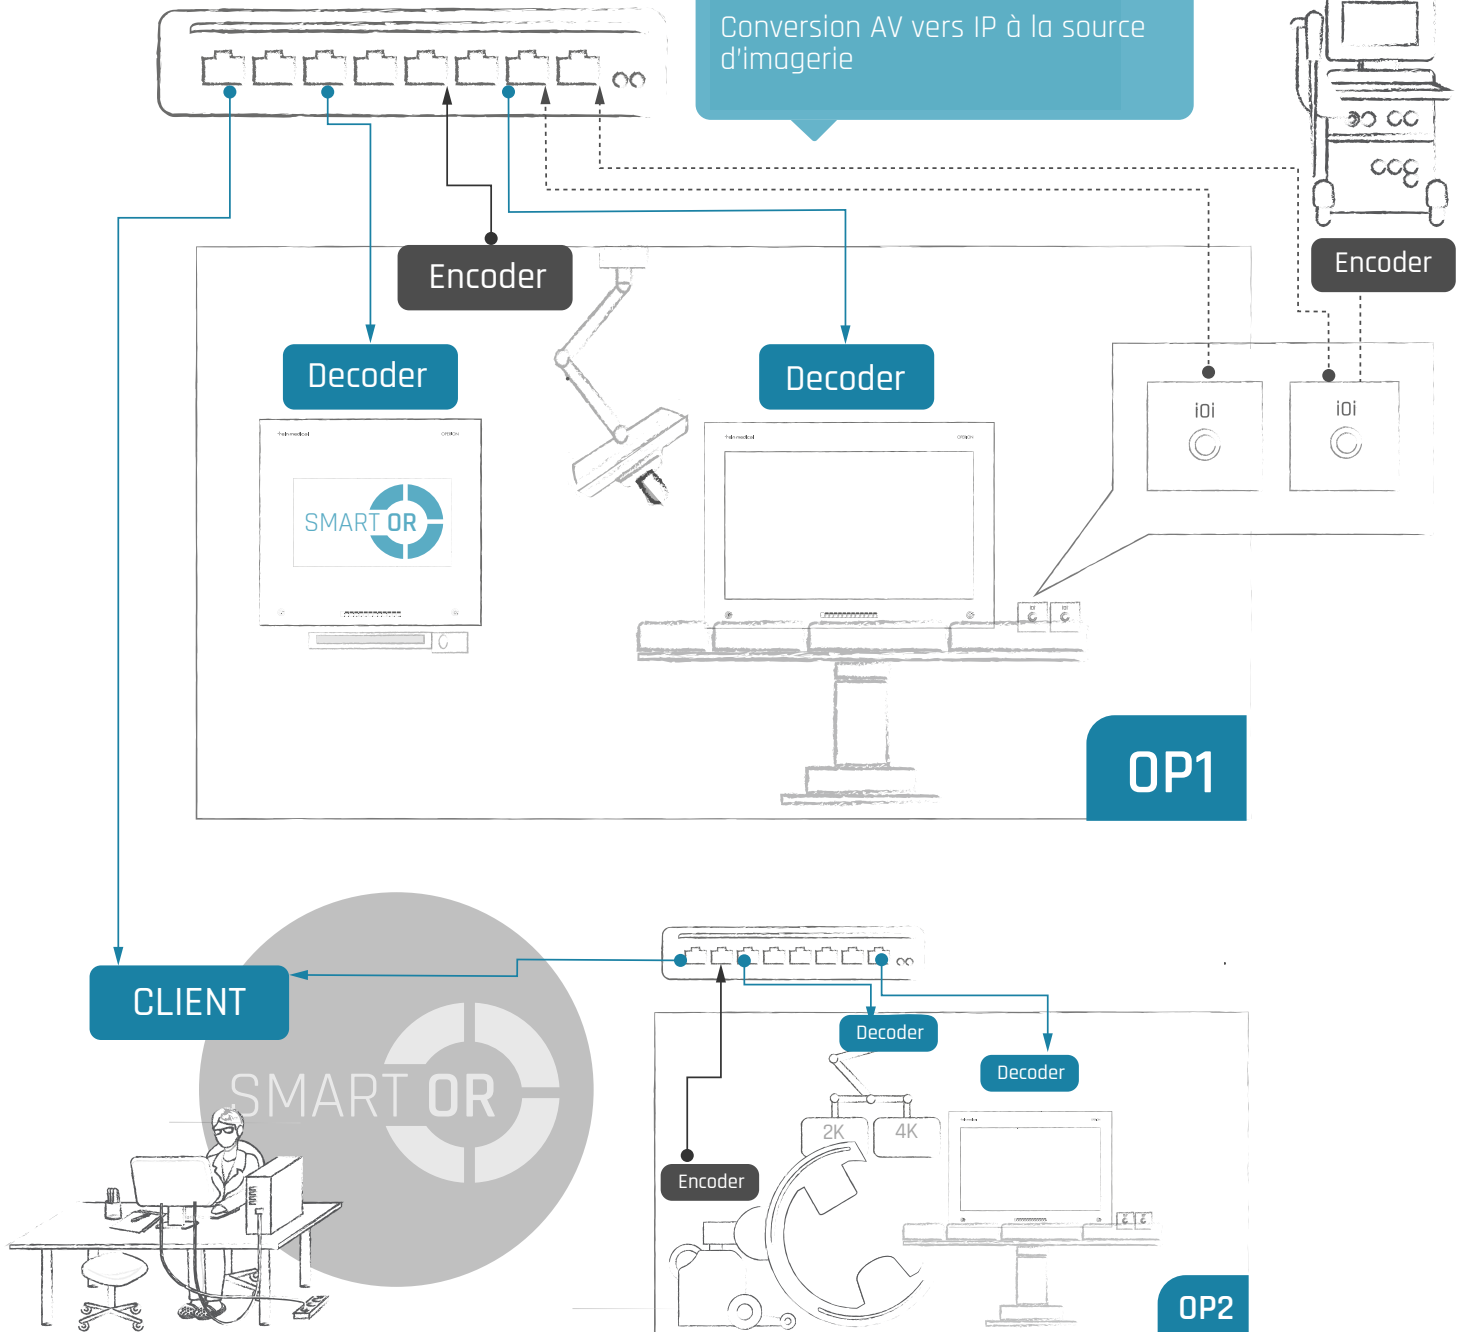 Conversion AV vers IP à la source
d'imagerie
Encoder
Encoder
Decoder
Decoder
iOi
iOi
SMART OR
OP1
CLIENT
Decoder
Decoder
SMART OR
2K
4K
Encoder
OP2